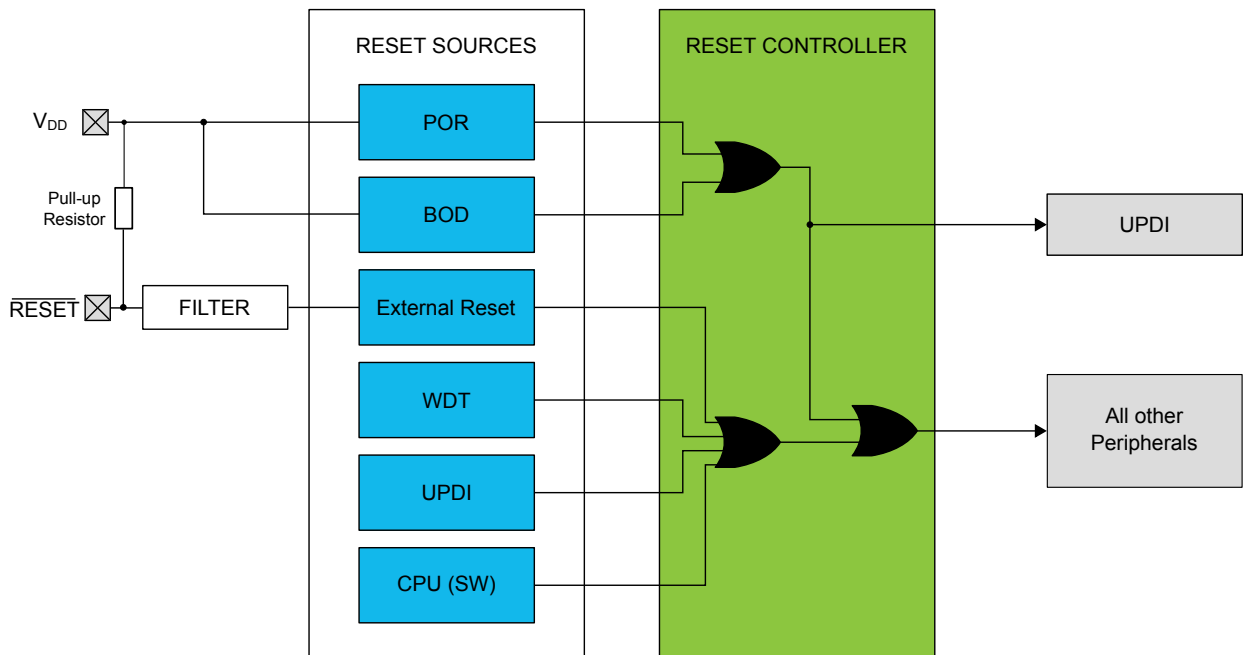 RESET SOURCES
RESET CONTROLLER
VDD
POR
Pull-up
Resistor
BOD
UPDI
RESET
FILTER
External Reset
WDT
All other
Peripherals
UPDI
CPU (SW)